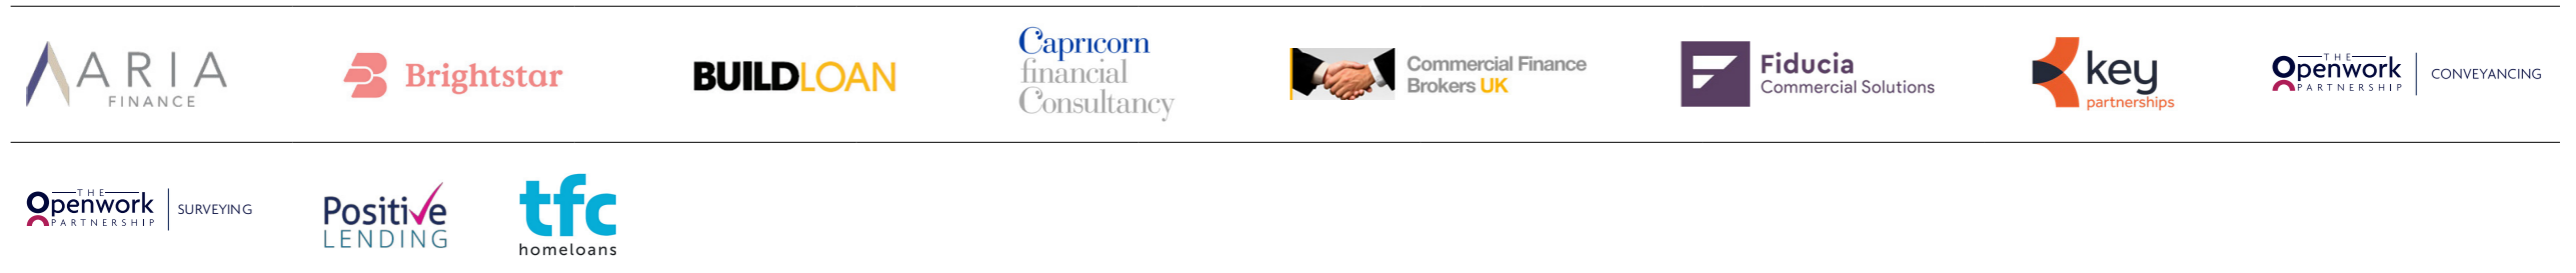 ARIA
FINANCE
Brightstar
BUILDLOAN
Capricorn
financial
Consultancy
Commercial Finance
Brokers UK
Fiducia
Commercial Solutions
key
partnerships
THE
Openwork
PARTNERSHIP
CONVEYANCING
THE
Openwork
PARTNERSHIP
SURVEYING
Positive
LENDING
tfc
homeloans